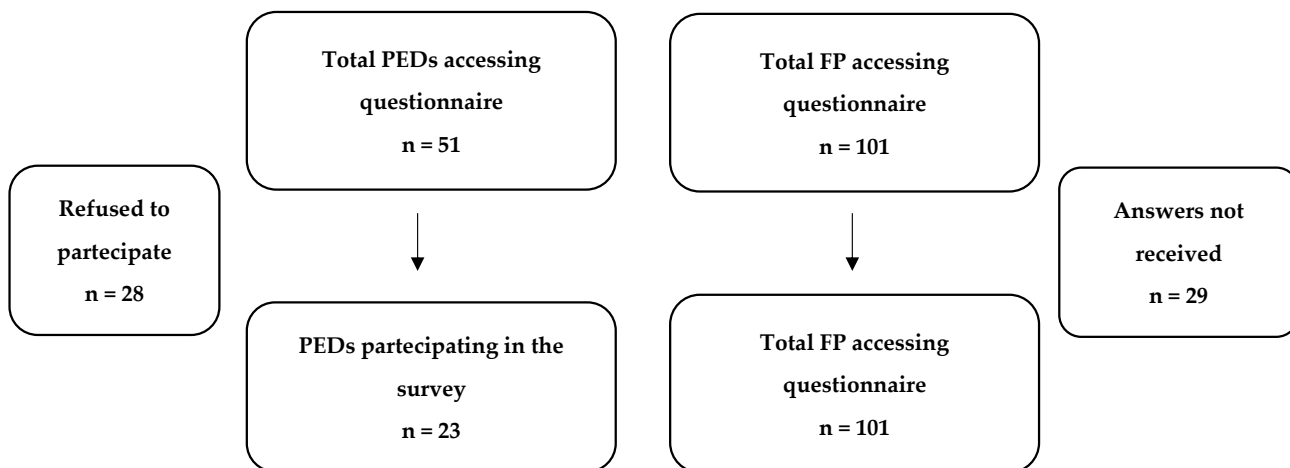 Total PEDs accessing
questionnaire
n = 51
Total FP accessing
questionnaire
n = 101
Refused to
partecipate
n = 28
Answers not
received
n = 29
PEDs partecipating in the
survey
n = 23
Total FP accessing
questionnaire
n = 101